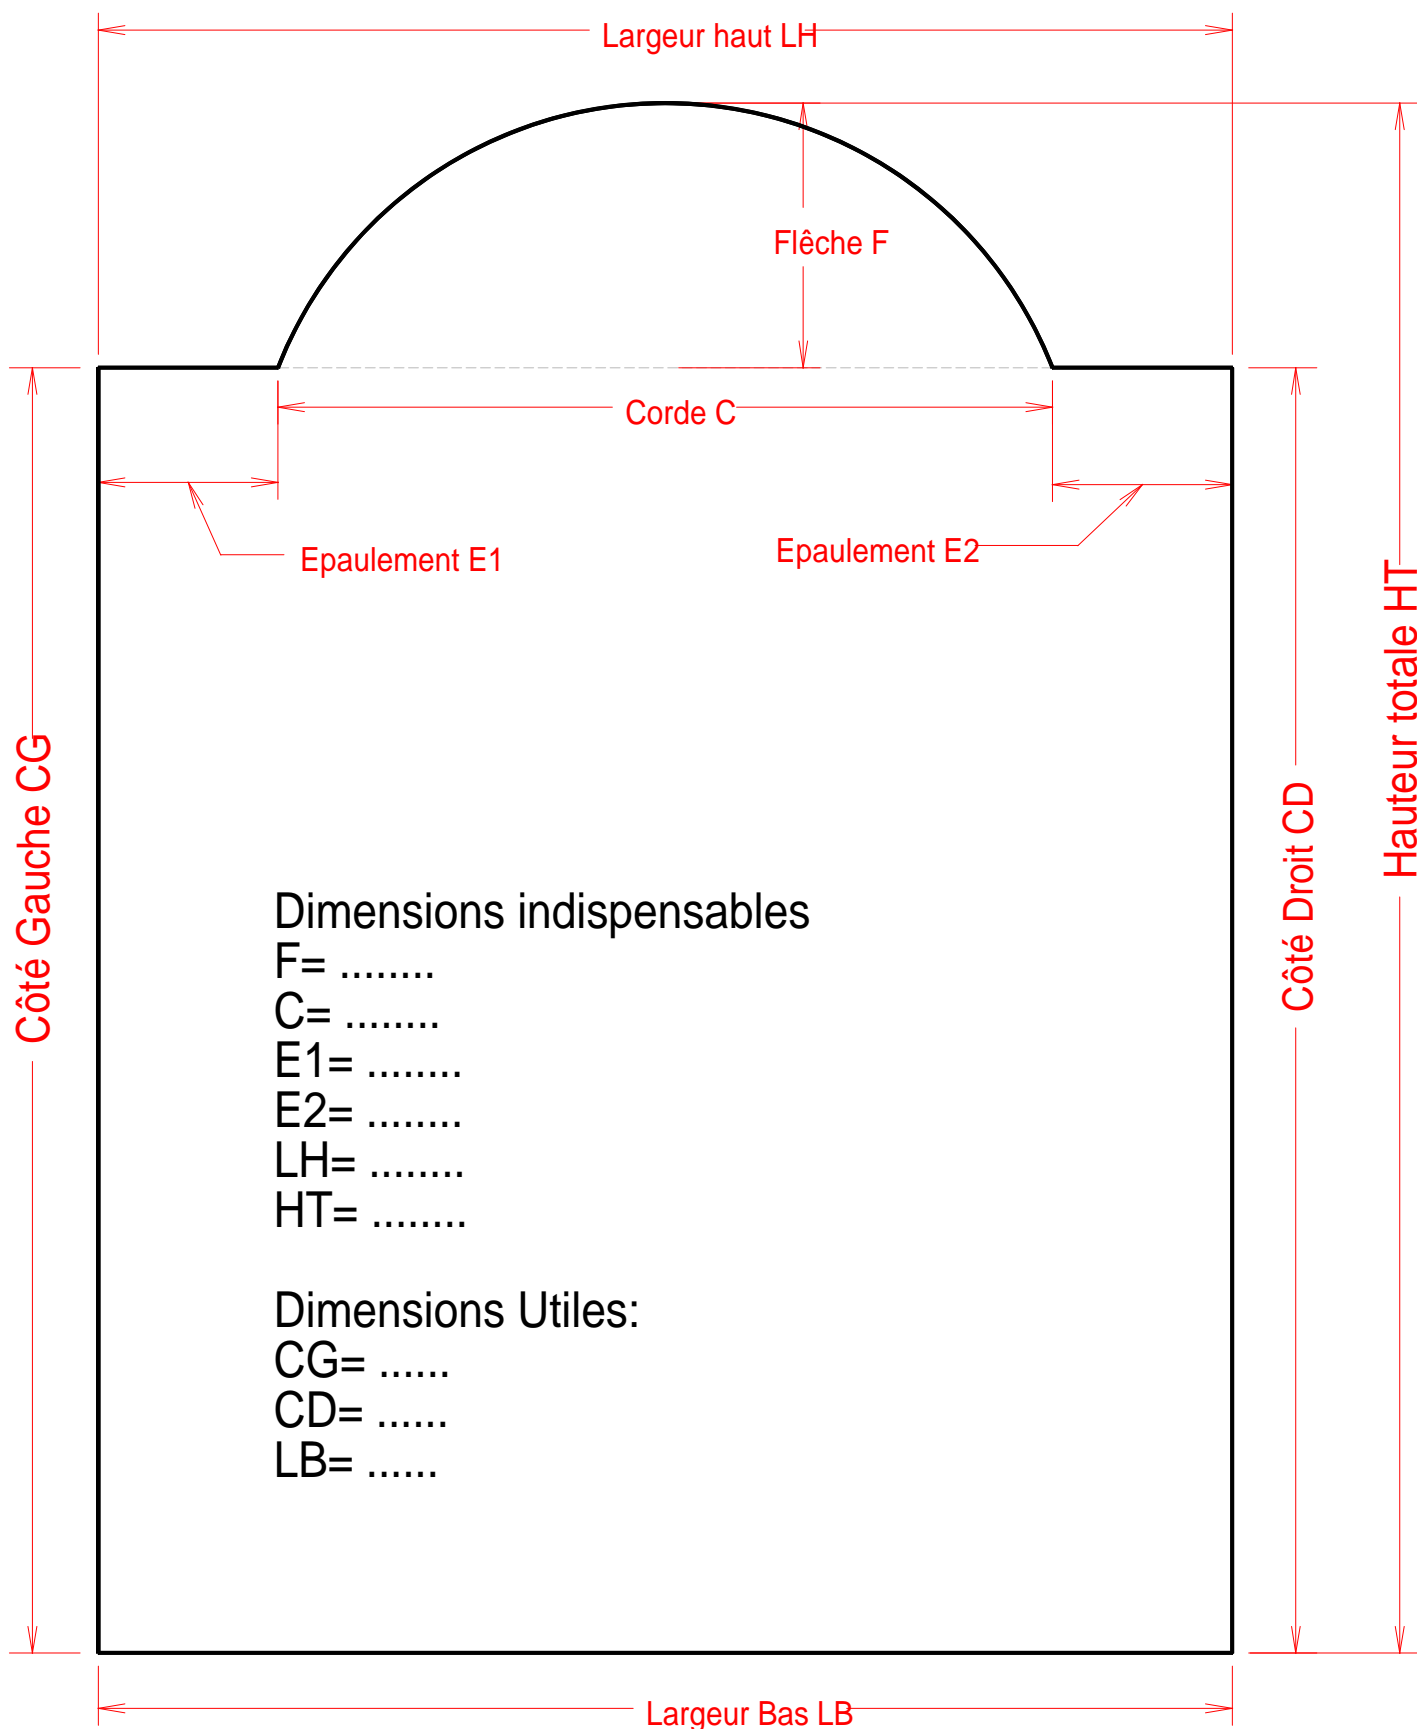 Largeur haut LH
Flêche F
Corde C
Epaulement E1
Epaulement E2
Hauteur totale HT
Côté Gauche CG
Côté Droit CD
Dimensions indispensables
F= ........
C= ........
E1= ........
E2= ........
LH= ........
HT= ........
Dimensions Utiles:
CG= ......
CD= ......
LB= ......
Largeur Bas LB